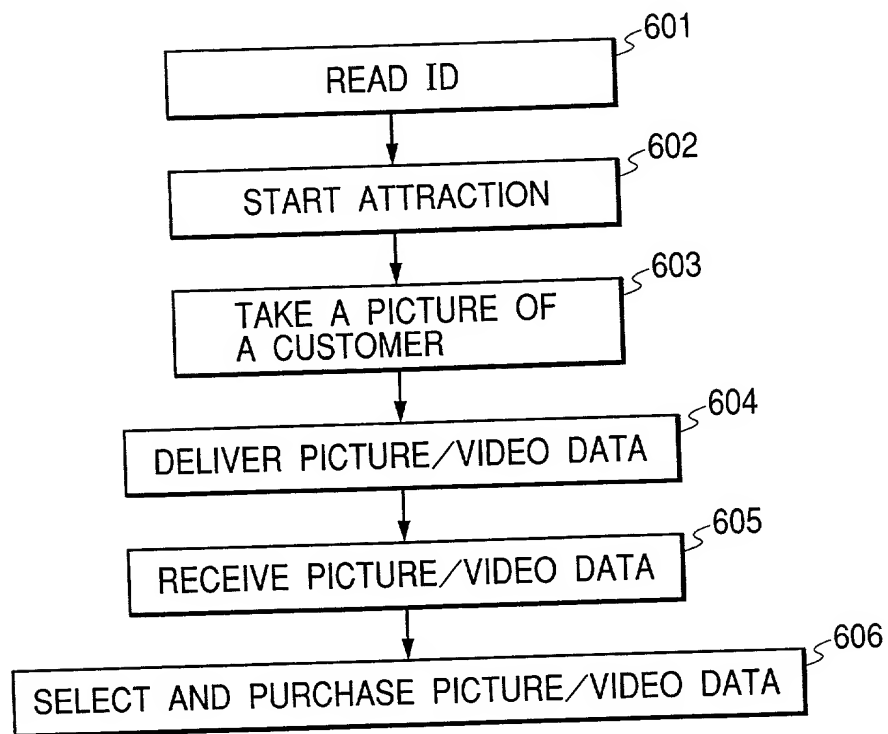 601
READ ID
602
START ATTRACTION
603
TAKE A PICTURE OF
A CUSTOMER
604
DELIVER PICTURE/VIDEO DATA
605
RECEIVE PICTURE/VIDEO DATA
606
SELECT AND PURCHASE PICTURE/VIDEO DATA